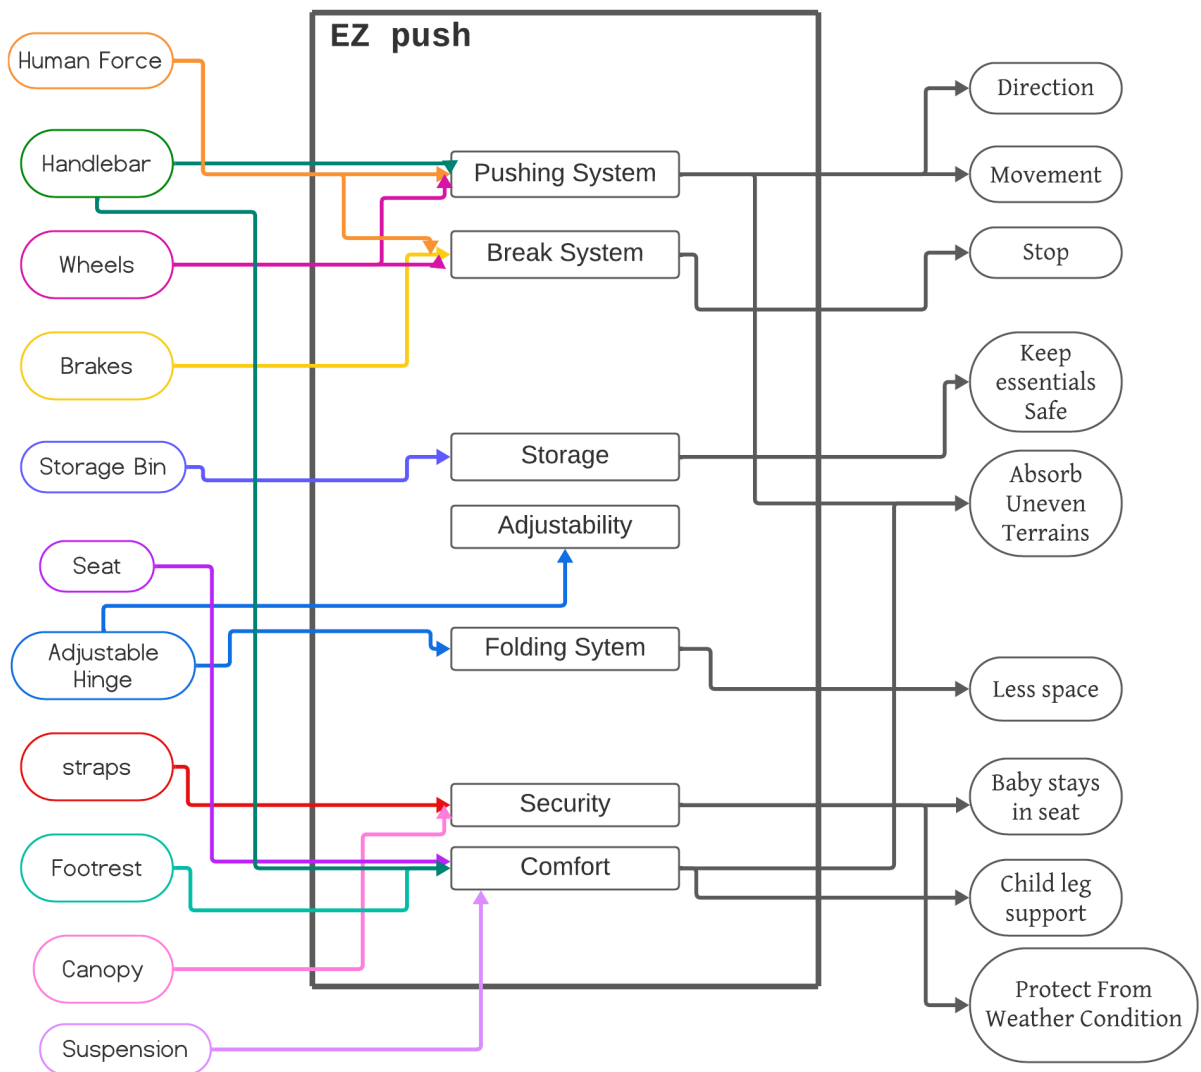 EZ push
Human Force
Handlebar
Wheels
Brakes
Storage Bin
Seat
Adjustable
Hinge
straps
Footrest
Canopy
Suspension
Pushing System
Break System
Storage
Adjustability
Folding Sytem
Security
Comfort
Direction
Movement
Stop
Keep
essentials
Safe
Absorb
Uneven
Terrains
Less space
Baby stays
in seat
Child leg
support
Protect From
Weather Condition